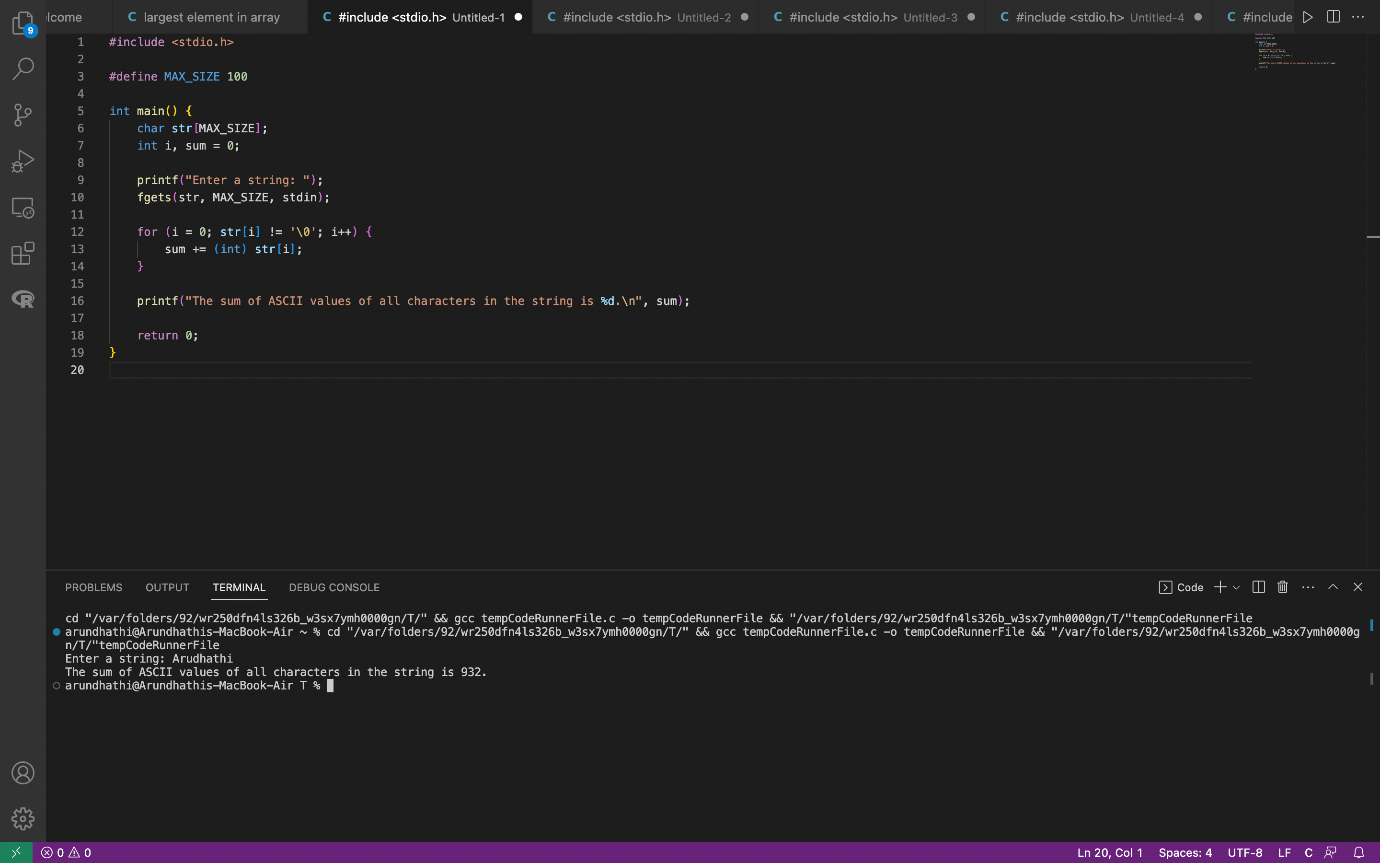 9
elcome
C largest element in array
C #include <stdio.h> Untitled-1
C #include <stdio.h> Untitled-2
C #include <stdio.h> Untitled-3
C #include <stdio.h> Untitled-4
C #include
1 #include <stdio.h>
2
3 #define MAX_SIZE 100
4
5 int main() {
6 char str[MAX_SIZE];
7 int i, sum = 0;
8
9 printf("Enter a string: ");
10 fgets(str, MAX_SIZE, stdin);
11
12 for (i = 0; str[i] != '\0'; i++) {
13 sum += (int) str[i];
14 }
15
16 printf("The sum of ASCII values of all characters in the string is %d.\n", sum);
17
18 return 0;
19 }
20
PROBLEMS OUTPUT TERMINAL DEBUG CONSOLE Code
cd "/var/folders/92/wr250dfn4ls326b_w3sx7ymh0000gn/T/" && gcc tempCodeRunnerFile.c -o tempCodeRunnerFile && "/var/folders/92/wr250dfn4ls326b_w3sx7ymh0000gn/T/"tempCodeRunnerFile
arundhathi@Arundhathis-MacBook-Air ~ % cd "/var/folders/92/wr250dfn4ls326b_w3sx7ymh0000gn/T/" && gcc tempCodeRunnerFile.c -o tempCodeRunnerFile && "/var/folders/92/wr250dfn4ls326b_w3sx7ymh0000g
n/T/"tempCodeRunnerFile
Enter a string: Arudhathi
The sum of ASCII values of all characters in the string is 932.
arundhathi@Arundhathis-MacBook-Air T %
0 0 Ln 20, Col 1 Spaces: 4 UTF-8 LF C